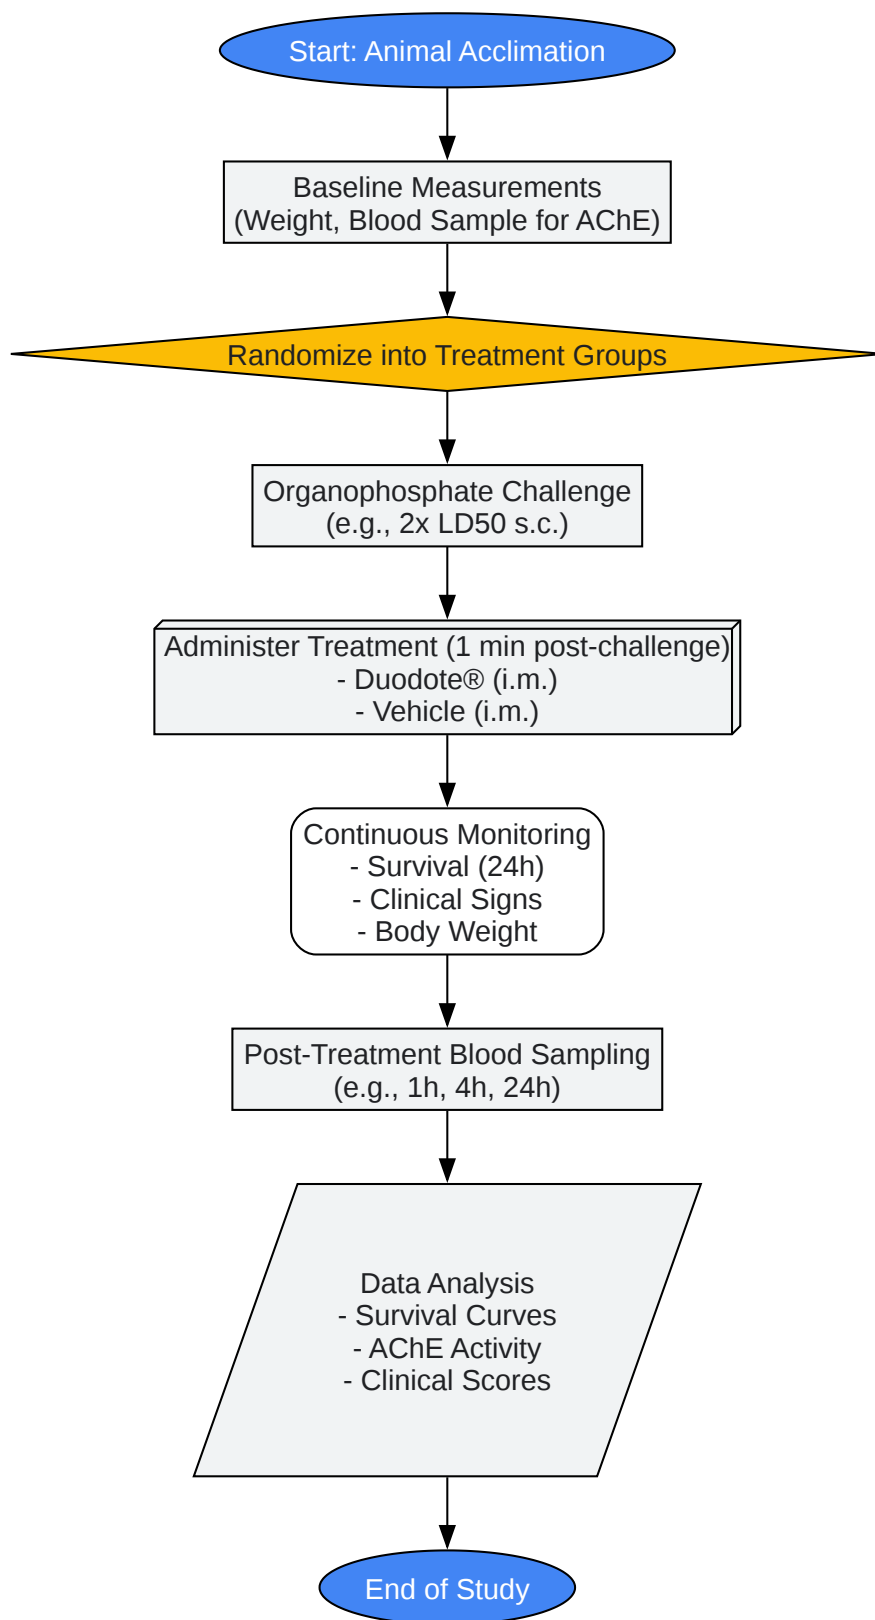 Start: Animal Acclimation
Baseline Measurements
(Weight, Blood Sample for AChE)
Randomize into Treatment Groups
Organophosphate Challenge
(e.g., 2x LD50 s.c.)
Administer Treatment (1 min post-challenge)
- Duodote® (i.m.)
- Vehicle (i.m.)
Continuous Monitoring
- Survival (24h)
- Clinical Signs
- Body Weight
Post-Treatment Blood Sampling
(e.g., 1h, 4h, 24h)
Data Analysis
- Survival Curves
- AChE Activity
- Clinical Scores
End of Study